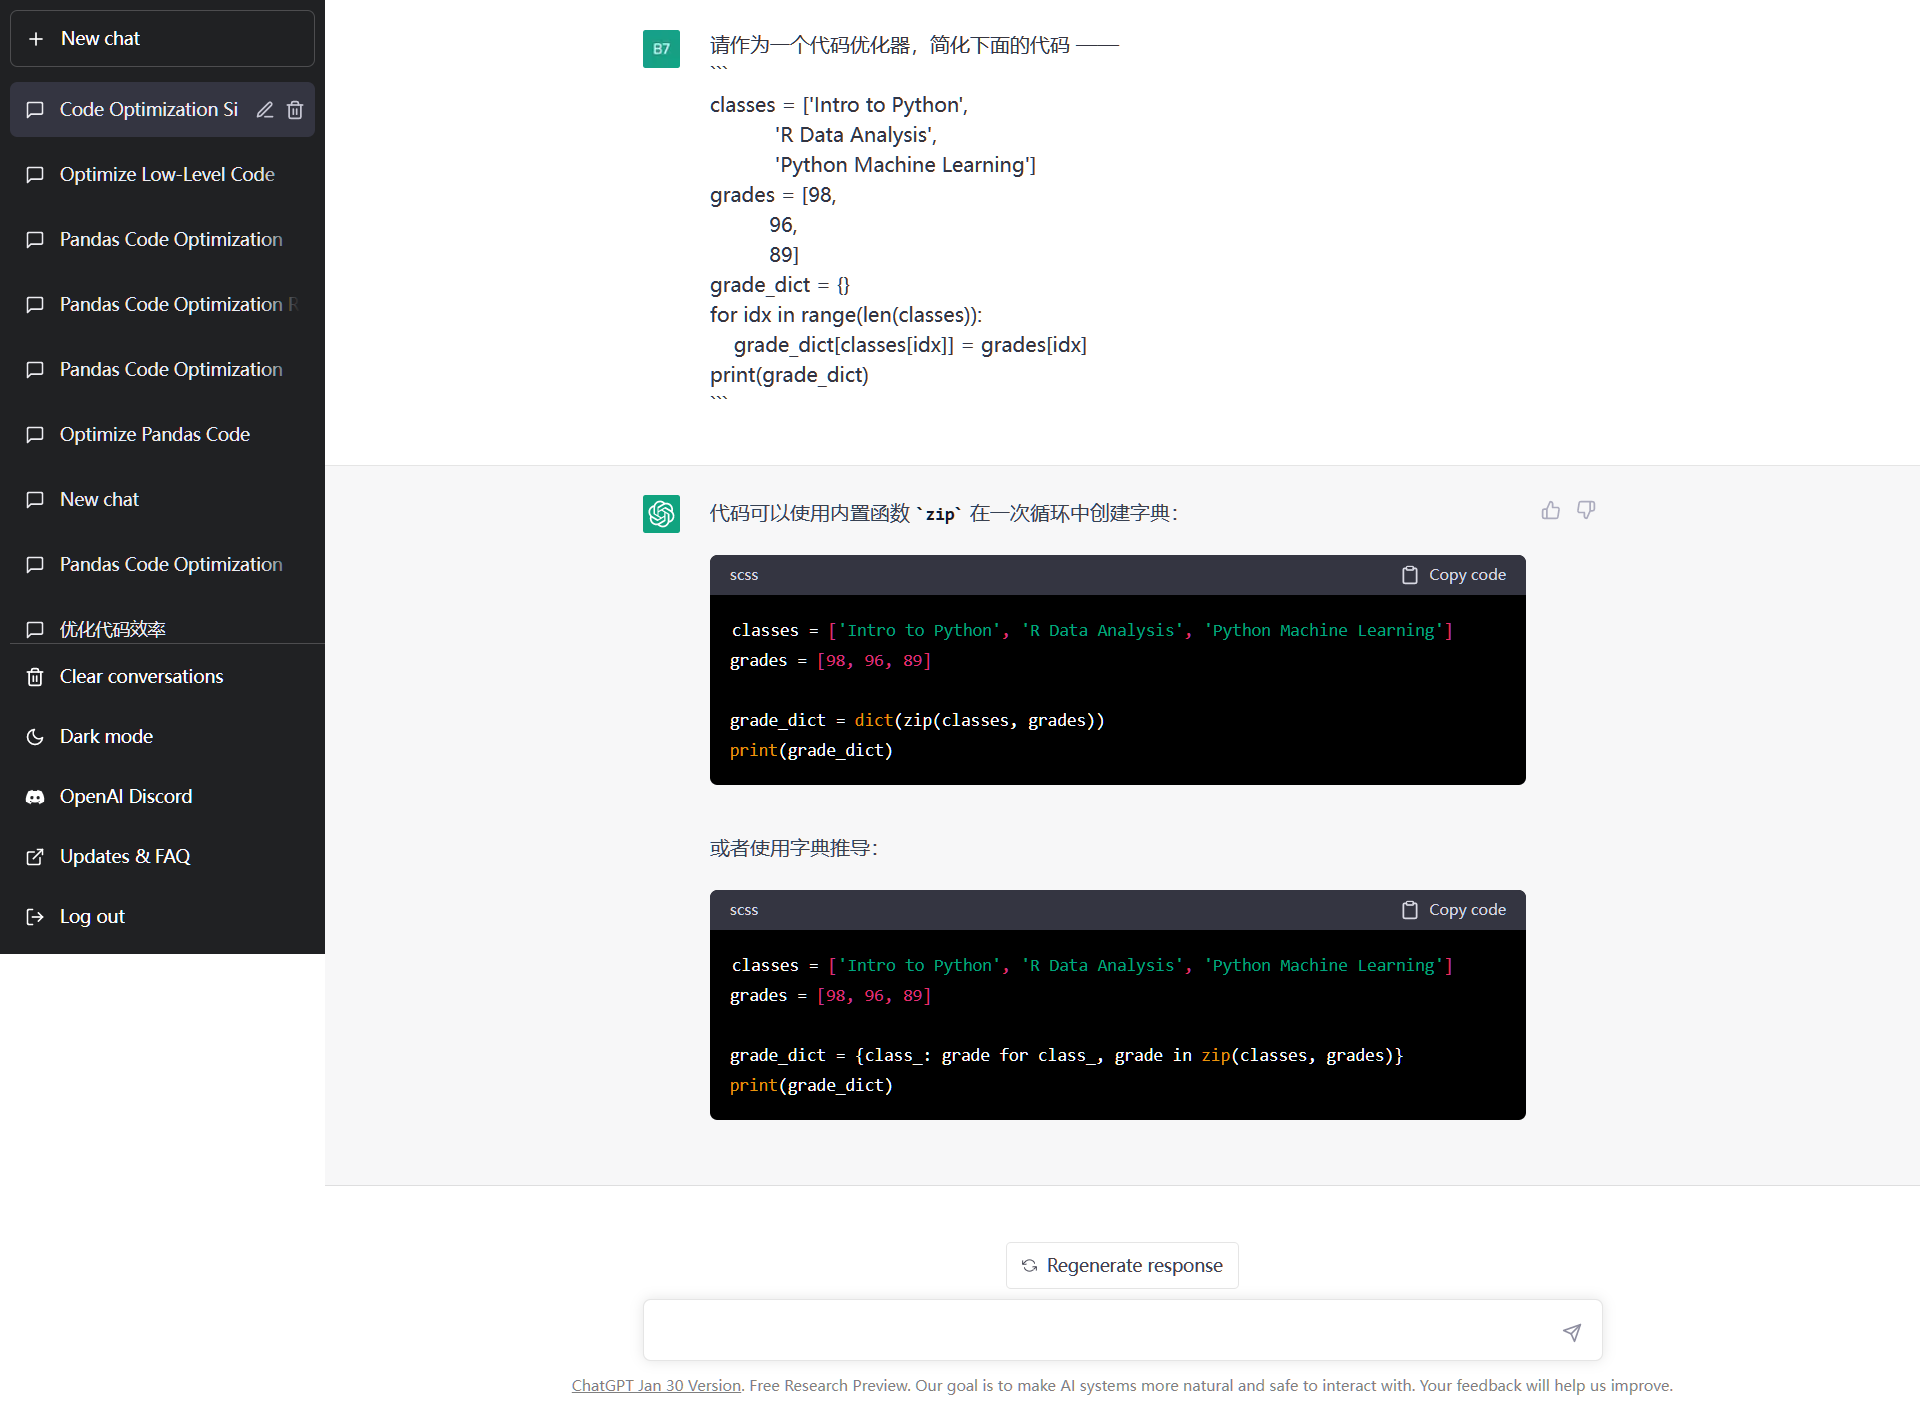 New chat
Code Optimization Si
Optimize Low-Level Code
Pandas Code Optimization
Pandas Code Optimization R
Pandas Code Optimization
Optimize Pandas Code
New chat
Pandas Code Optimization
优化代码效率
Clear conversations
Dark mode
OpenAI Discord
Updates & FAQ
Log out
B7
请作为一个代码优化器，简化下面的代码 ——
```
classes = ['Intro to Python',
'R Data Analysis',
'Python Machine Learning']
grades = [98,
96,
89]
grade_dict = {}
for idx in range(len(classes)):
grade_dict[classes[idx]] = grades[idx]
print(grade_dict)
```
代码可以使用内置函数 `zip` 在一次循环中创建字典：
scss
Copy code
classes = ['Intro to Python', 'R Data Analysis', 'Python Machine Learning']
grades = [98, 96, 89]
grade_dict = dict(zip(classes, grades))
print(grade_dict)
或者使用字典推导：
scss
Copy code
classes = ['Intro to Python', 'R Data Analysis', 'Python Machine Learning']
grades = [98, 96, 89]
grade_dict = {class_: grade for class_, grade in zip(classes, grades)}
print(grade_dict)
Regenerate response
ChatGPT Jan 30 Version. Free Research Preview. Our goal is to make AI systems more natural and safe to interact with. Your feedback will help us improve.